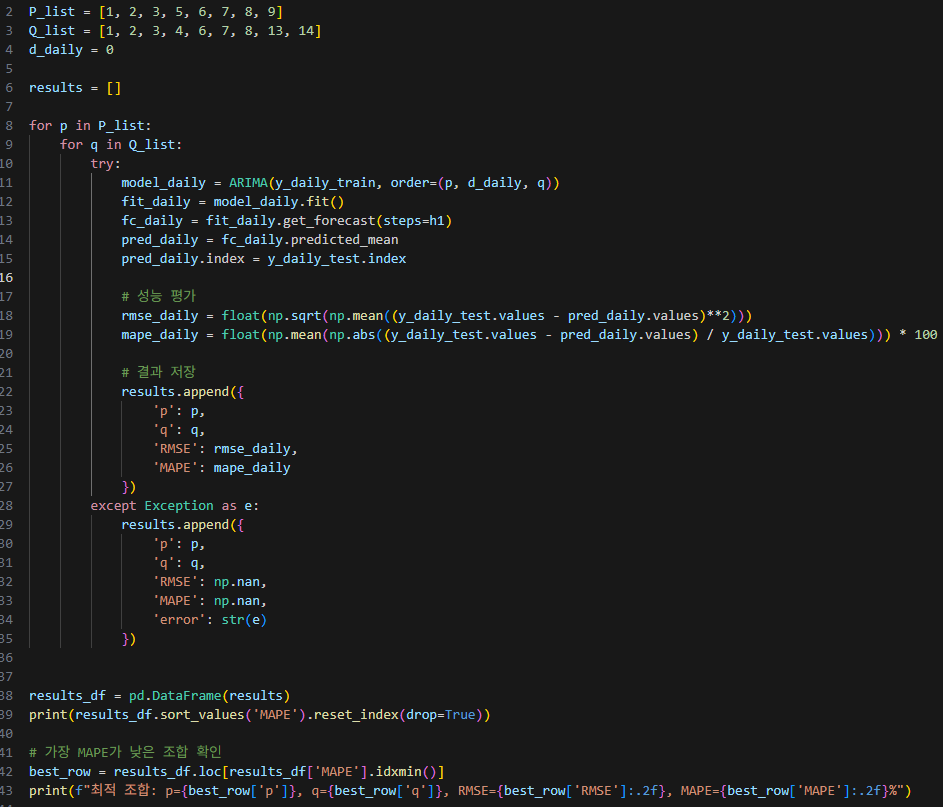 2 P_list = [1, 2, 3, 5, 6, 7, 8, 9]
3 Q_list = [1, 2, 3, 4, 6, 7, 8, 13, 14]
4 d_daily = 0
5
6 results = []
7
8 for p in P_list:
9     for q in Q_list:
10         try:
11             model_daily = ARIMA(y_daily_train, order=(p, d_daily, q))
12             fit_daily = model_daily.fit()
13             fc_daily = fit_daily.get_forecast(steps=h1)
14             pred_daily = fc_daily.predicted_mean
15             pred_daily.index = y_daily_test.index
16
17             # 성능 평가
18             rmse_daily = float(np.sqrt(np.mean((y_daily_test.values - pred_daily.values)**2)))
19             mape_daily = float(np.mean(np.abs((y_daily_test.values - pred_daily.values) / y_daily_test.values))) * 100
20
21             # 결과 저장
22             results.append({
23                 'p': p,
24                 'q': q,
25                 'RMSE': rmse_daily,
26                 'MAPE': mape_daily
27             })
28         except Exception as e:
29             results.append({
30                 'p': p,
31                 'q': q,
32                 'RMSE': np.nan,
33                 'MAPE': np.nan,
34                 'error': str(e)
35             })
36
37
38 results_df = pd.DataFrame(results)
39 print(results_df.sort_values('MAPE').reset_index(drop=True))
40
41 # 가장 MAPE가 낮은 조합 확인
42 best_row = results_df.loc[results_df['MAPE'].idxmin()]
43 print(f"최적 조합: p={best_row['p']}, q={best_row['q']}, RMSE={best_row['RMSE']:.2f}, MAPE={best_row['MAPE']:.2f}%")